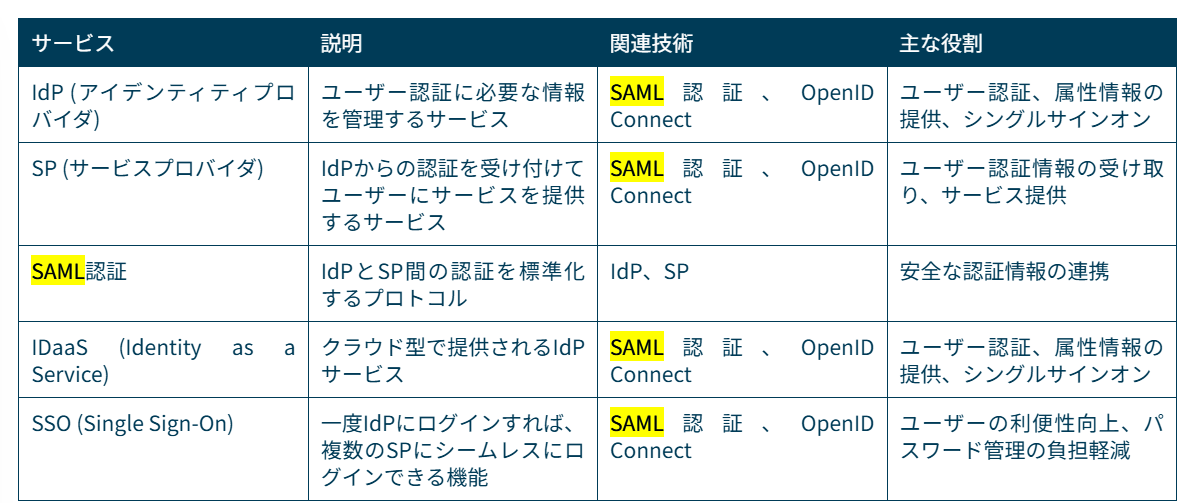 サービス
説明
関連技術
主な役割
IdP (アイデンティティプロ
バイダ)
ユーザー認証に必要な情報
を管理するサービス
SAML 認証、 OpenID
Connect
ユーザー認証、属性情報の
提供、シングルサインオン
SP (サービスプロバイダ)
IdPからの認証を受け付けて
ユーザーにサービスを提供
するサービス
SAML 認証、 OpenID
Connect
ユーザー認証情報の受け取
り、サービス提供
SAML認証
IdPとSP間の認証を標準化
するプロトコル
IdP、SP
安全な認証情報の連携
IDaaS (Identity as a
Service)
クラウド型で提供されるIdP
サービス
SAML 認証、 OpenID
Connect
ユーザー認証、属性情報の
提供、シングルサインオン
SSO (Single Sign-On)
一度IdPにログインすれば、
複数のSPにシームレスにロ
グインできる機能
SAML 認証、 OpenID
Connect
ユーザーの利便性向上、パ
スワード管理の負担軽減